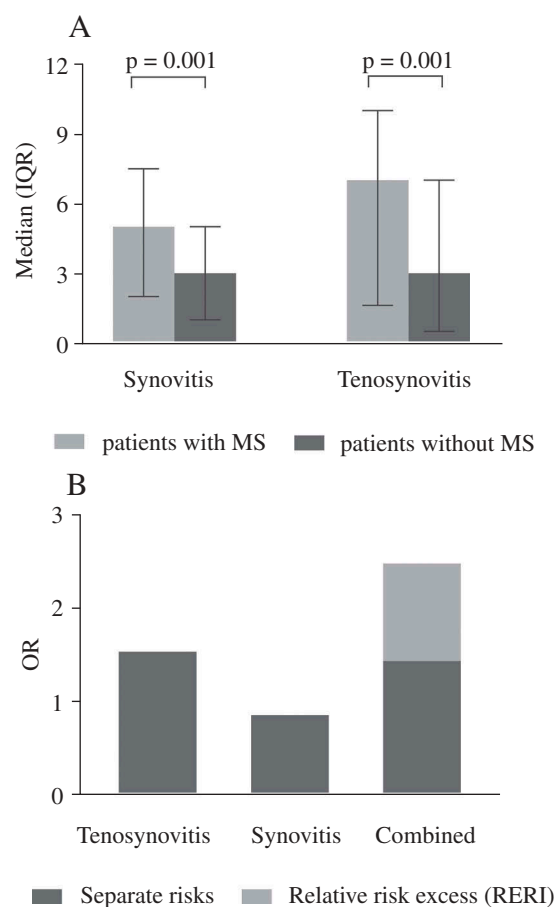 A
p = 0.001 p = 0.001
12
9
6
3
0
Median (IQR)
Synovitis Tenosynovitis
patients with MS patients without MS
B
3
2
1
0
OR
Tenosynovitis Synovitis Combined
Separate risks Relative risk excess (RERI)